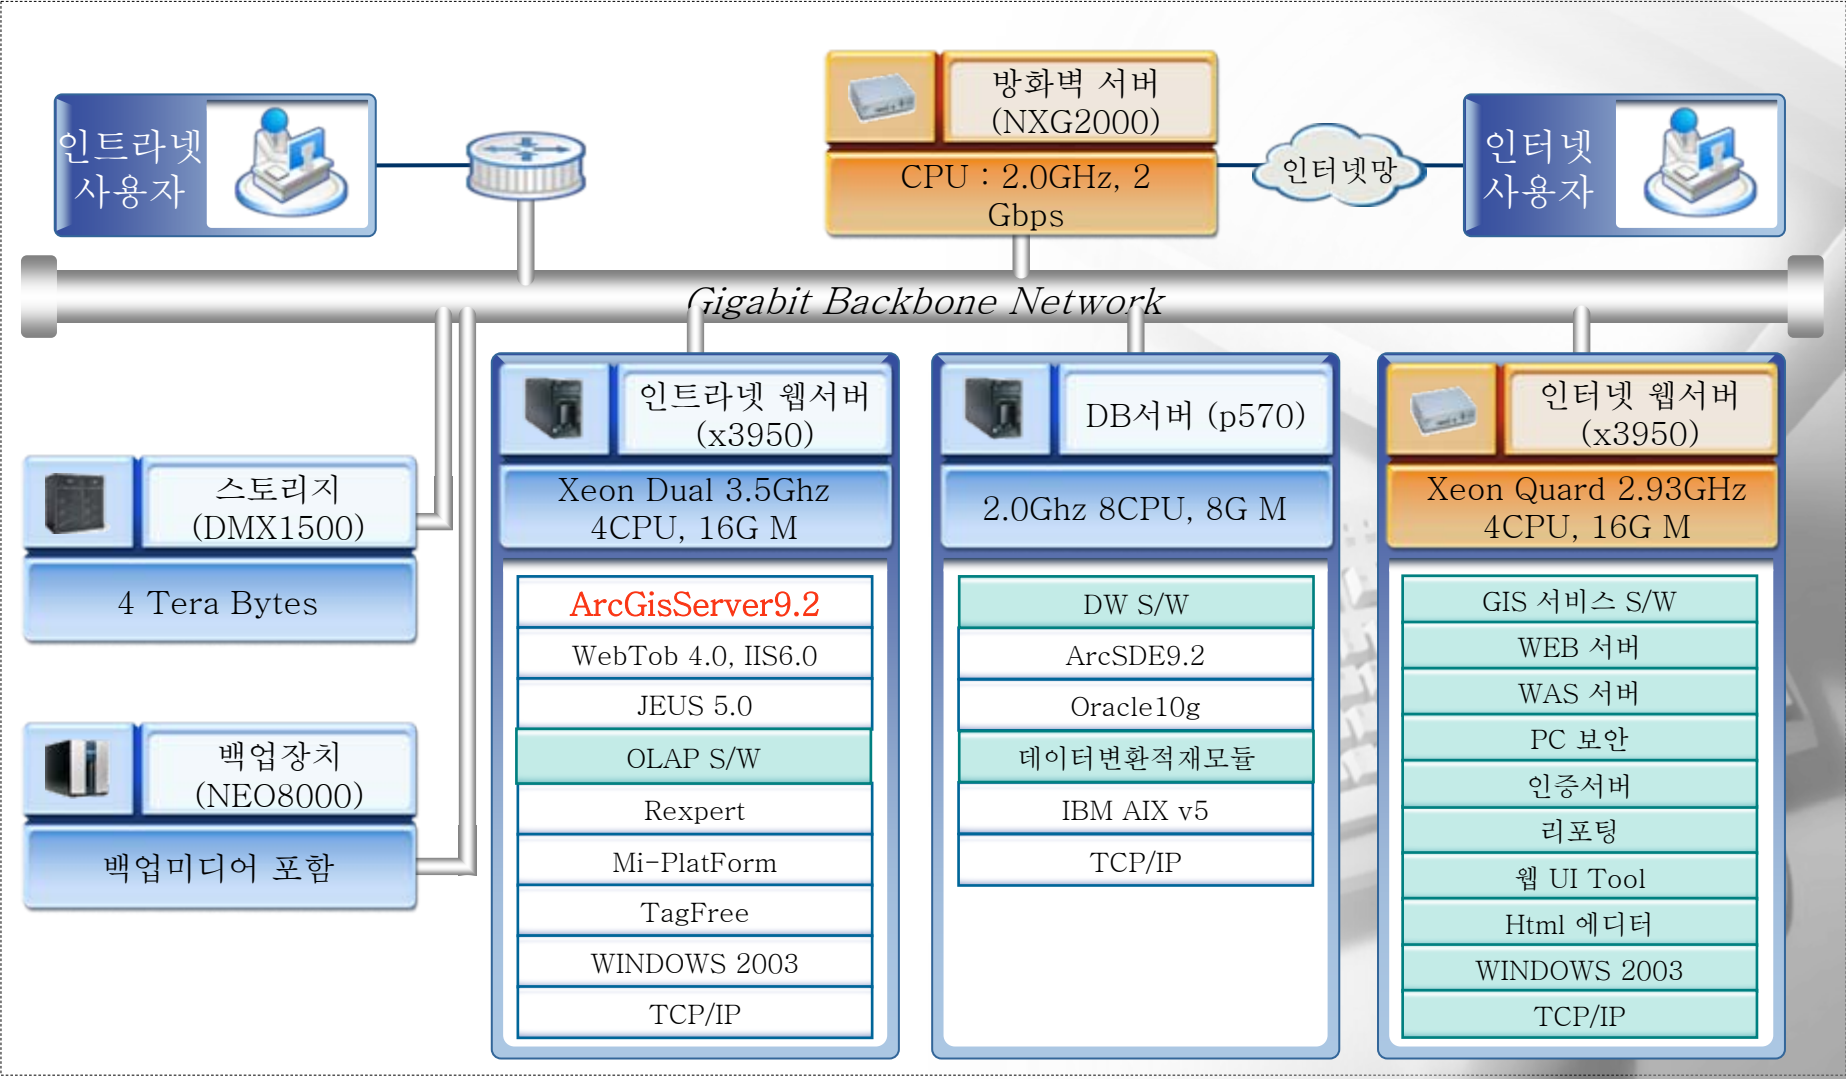 인트라넷
사용자
방화벽 서버
(NXG2000)
CPU : 2.0GHz, 2
Gbps
인터넷망
인터넷
사용자
Gigabit Backbone Network
스토리지
(DMX1500)
4 Tera Bytes
백업장치
(NEO8000)
백업미디어 포함
인트라넷 웹서버
(x3950)
Xeon Dual 3.5Ghz
4CPU, 16G M
ArcGisServer9.2
WebTob 4.0, IIS6.0
JEUS 5.0
OLAP S/W
Rexpert
Mi-PlatForm
TagFree
WINDOWS 2003
TCP/IP
DB서버 (p570)
2.0Ghz 8CPU, 8G M
DW S/W
ArcSDE9.2
Oracle10g
데이터변환적재모듈
IBM AIX v5
TCP/IP
인터넷 웹서버
(x3950)
Xeon Quard 2.93GHz
4CPU, 16G M
GIS 서비스 S/W
WEB 서버
WAS 서버
PC 보안
인증서버
리포팅
웹 UI Tool
Html 에디터
WINDOWS 2003
TCP/IP